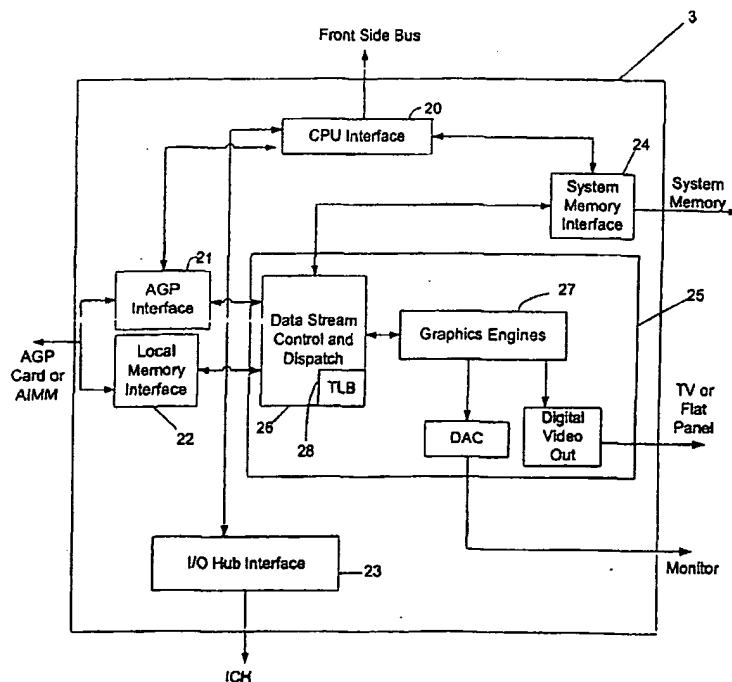 Front Side Bus
3
20
CPU Interface
24
System
Memory
Interface
System
Memory
21
AGP
Interface
27
25
Data Stream
Control and
Dispatch
Graphics Engines
AGP
Card or
AIMM
Local
Memory
Interface
TLB
TV or
Flat
Panel
22
26
28
DAC
Digital
Video
Out
I/O Hub Interface
23
Monitor
ICH